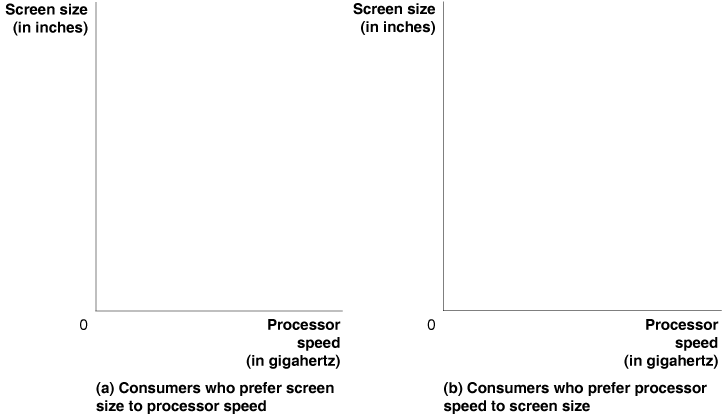 Screen size
(in inches)
0
Processor
speed
(in gigahertz)
(a) Consumers who prefer screen
size to processor speed
Screen size
(in inches)
0
Processor
speed
(in gigahertz)
(b) Consumers who prefer processor
speed to screen size